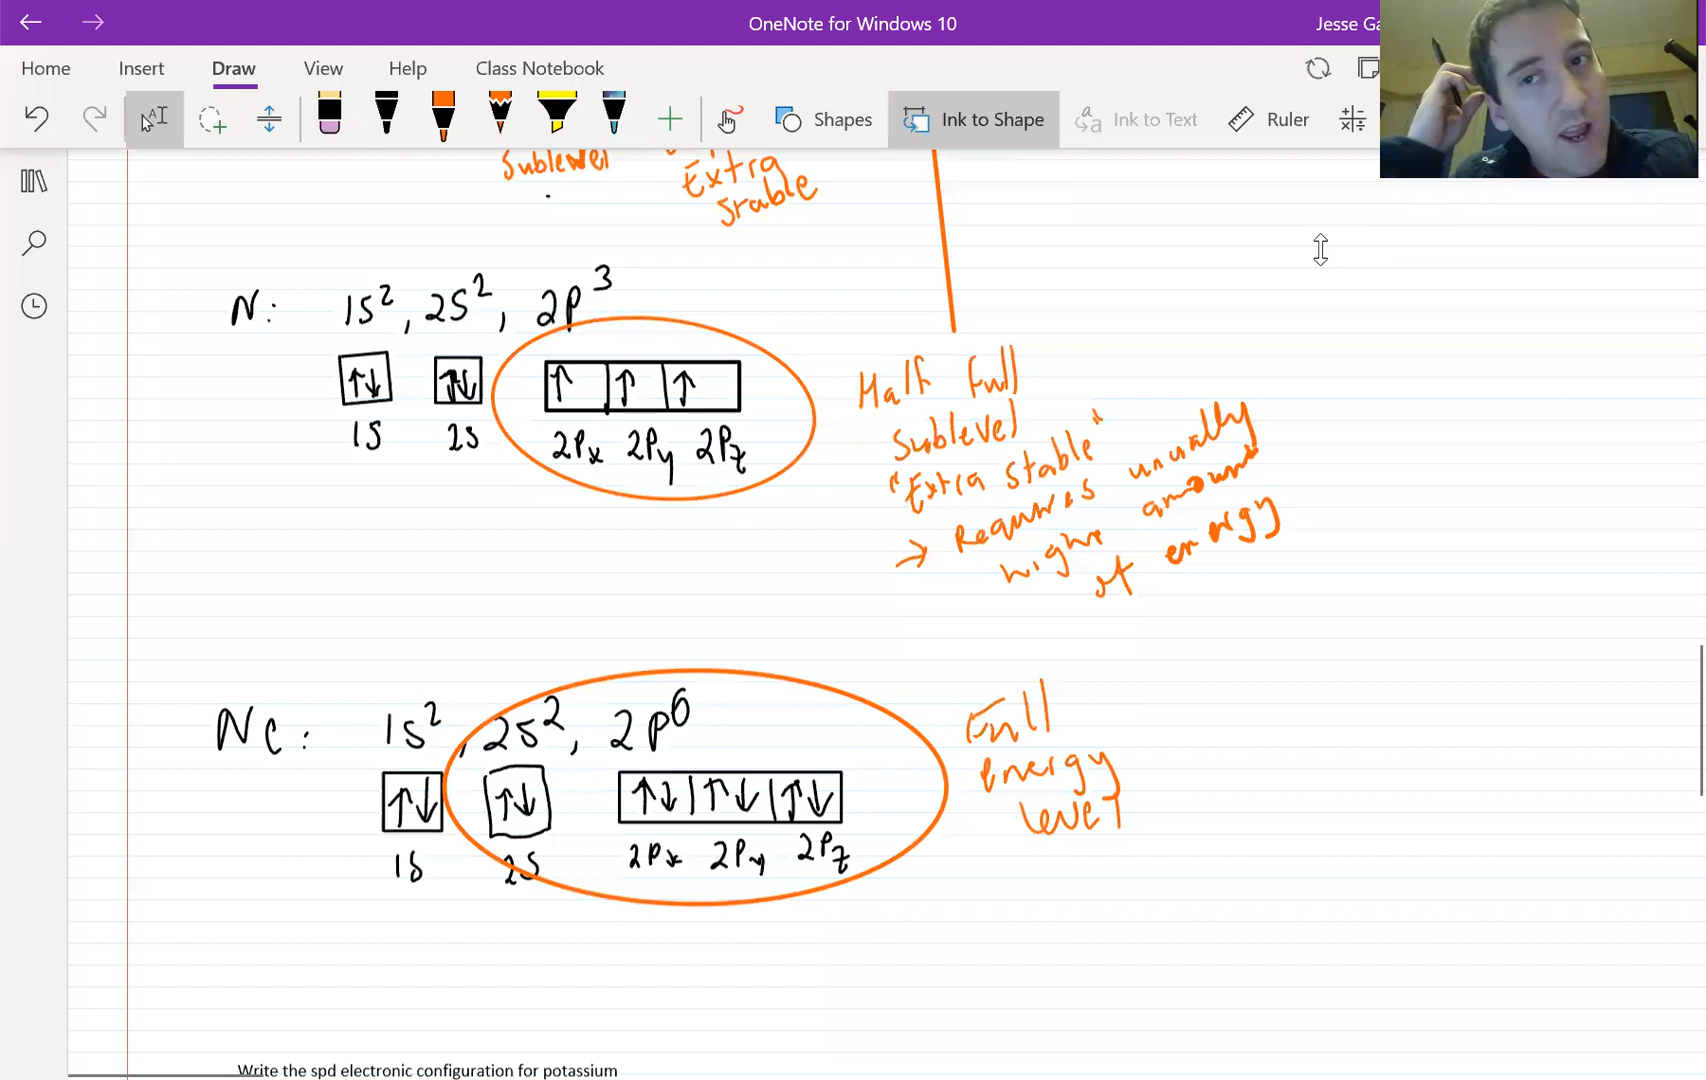 OneNote for Windows 10
Jesse Ga
Home Insert Draw View Help Class Notebook
Shapes Ink to Shape Ink to Text Ruler
Sublevel
Extra
Stable
N: 1s², 2s², 2p³
↑↓ ↑↓ ↑ ↑ ↑
1s 2s 2Px 2Py 2Pz
Half full
Sublevel
"Extra stable"
→ Requires unusally
high amount
of energy
Ne: 1s², 2s², 2p⁶
↑↓ ↑↓ ↑↓ ↑↓ ↑↓
1s 2s 2Px 2Py 2Pz
Full
energy
level
Write the spd electronic configuration for potassium